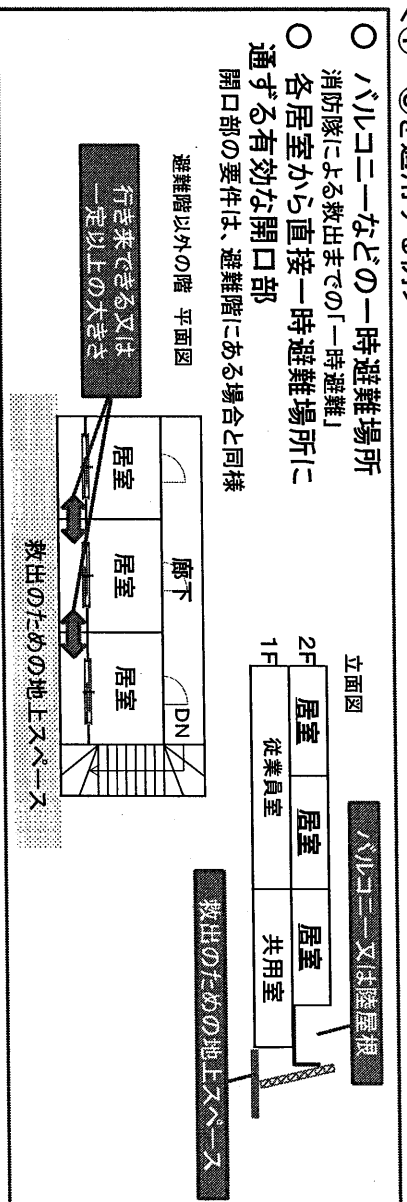 ○ バルコニーなどの一時避難場所
消防隊による救出までの「一時避難」
○ 各居室から直接一時避難場所に
通ずる有効な開口部
開口部の要件は、避難階にある場合と同様
避難階以外の階 平面図
行き来できる又は
一定以上の大きさ
居室
居室
居室
廊下
DN
救出のための地上スペース
立面図
2F
1F
居室
居室
居室
従業員室
共用室
バルコニー又は陸屋根
救出のための地上スペース